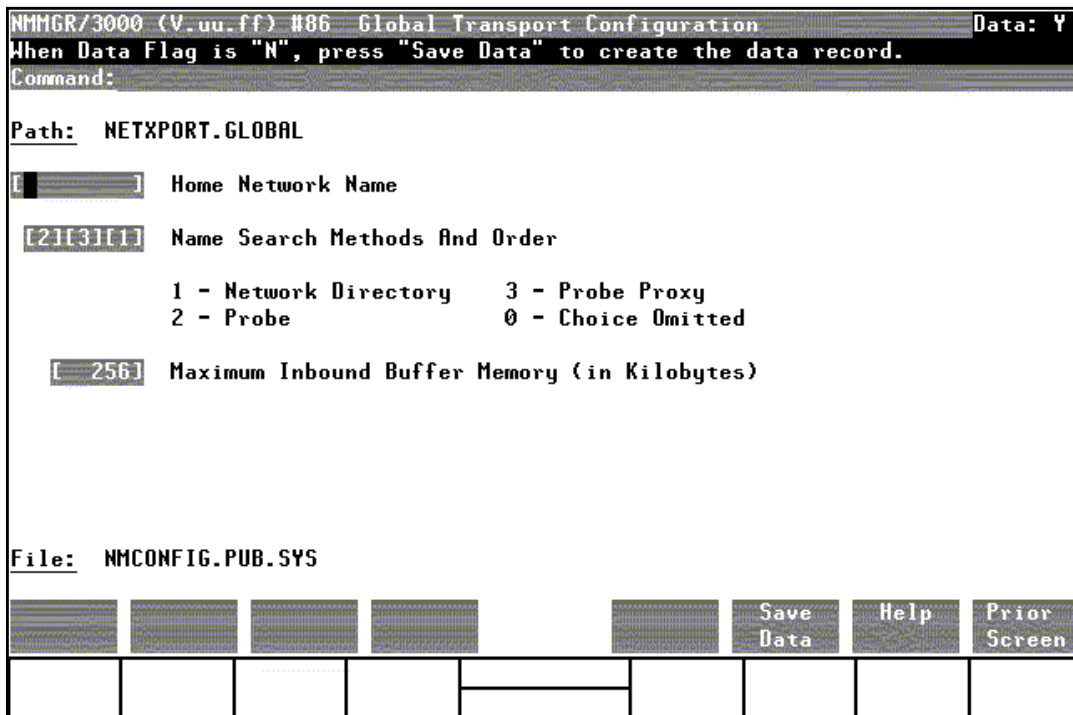 NMMGR/3000 (V.uu.ff) #86 Global Transport Configuration Data: Y
When Data Flag is "N", press "Save Data" to create the data record.
Command:
Path: NETXPORT.GLOBAL
[ ] Home Network Name
[2][3][1] Name Search Methods And Order
1 - Network Directory 3 - Probe Proxy
2 - Probe 0 - Choice Omitted
[ 256] Maximum Inbound Buffer Memory (in Kilobytes)
File: NMCONFIG.PUB.SYS
Save Help Prior
Data Screen